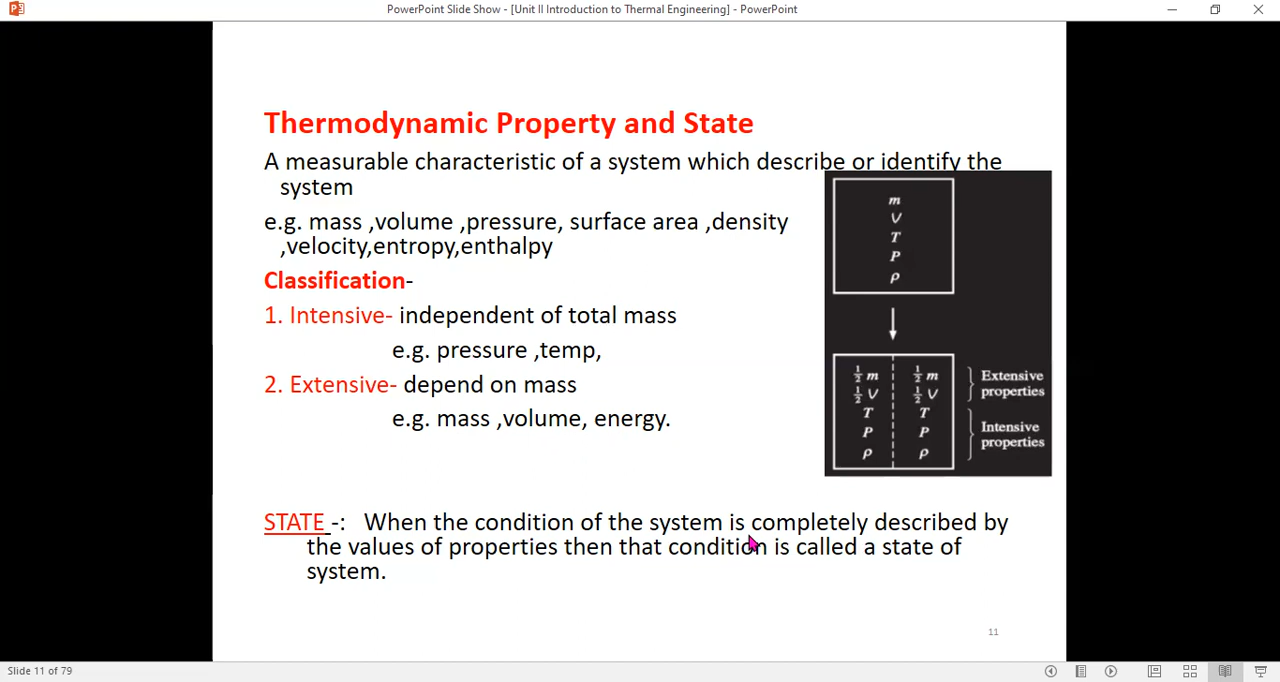 PowerPoint Slide Show - [Unit II Introduction to Thermal Engineering] - PowerPoint
Thermodynamic Property and State
A measurable characteristic of a system which describe or identify the
system
e.g. mass ,volume ,pressure, surface area ,density
,velocity,entropy,enthalpy
Classification-
1. Intensive- independent of total mass
e.g. pressure ,temp,
2. Extensive- depend on mass
e.g. mass ,volume, energy.
m
V
T
P
ρ
½ m ½ m
½ V ½ V
T T
P P
ρ ρ
Extensive
properties
Intensive
properties
STATE -: When the condition of the system is completely described by
the values of properties then that condition is called a state of
system.
11
Slide 11 of 79